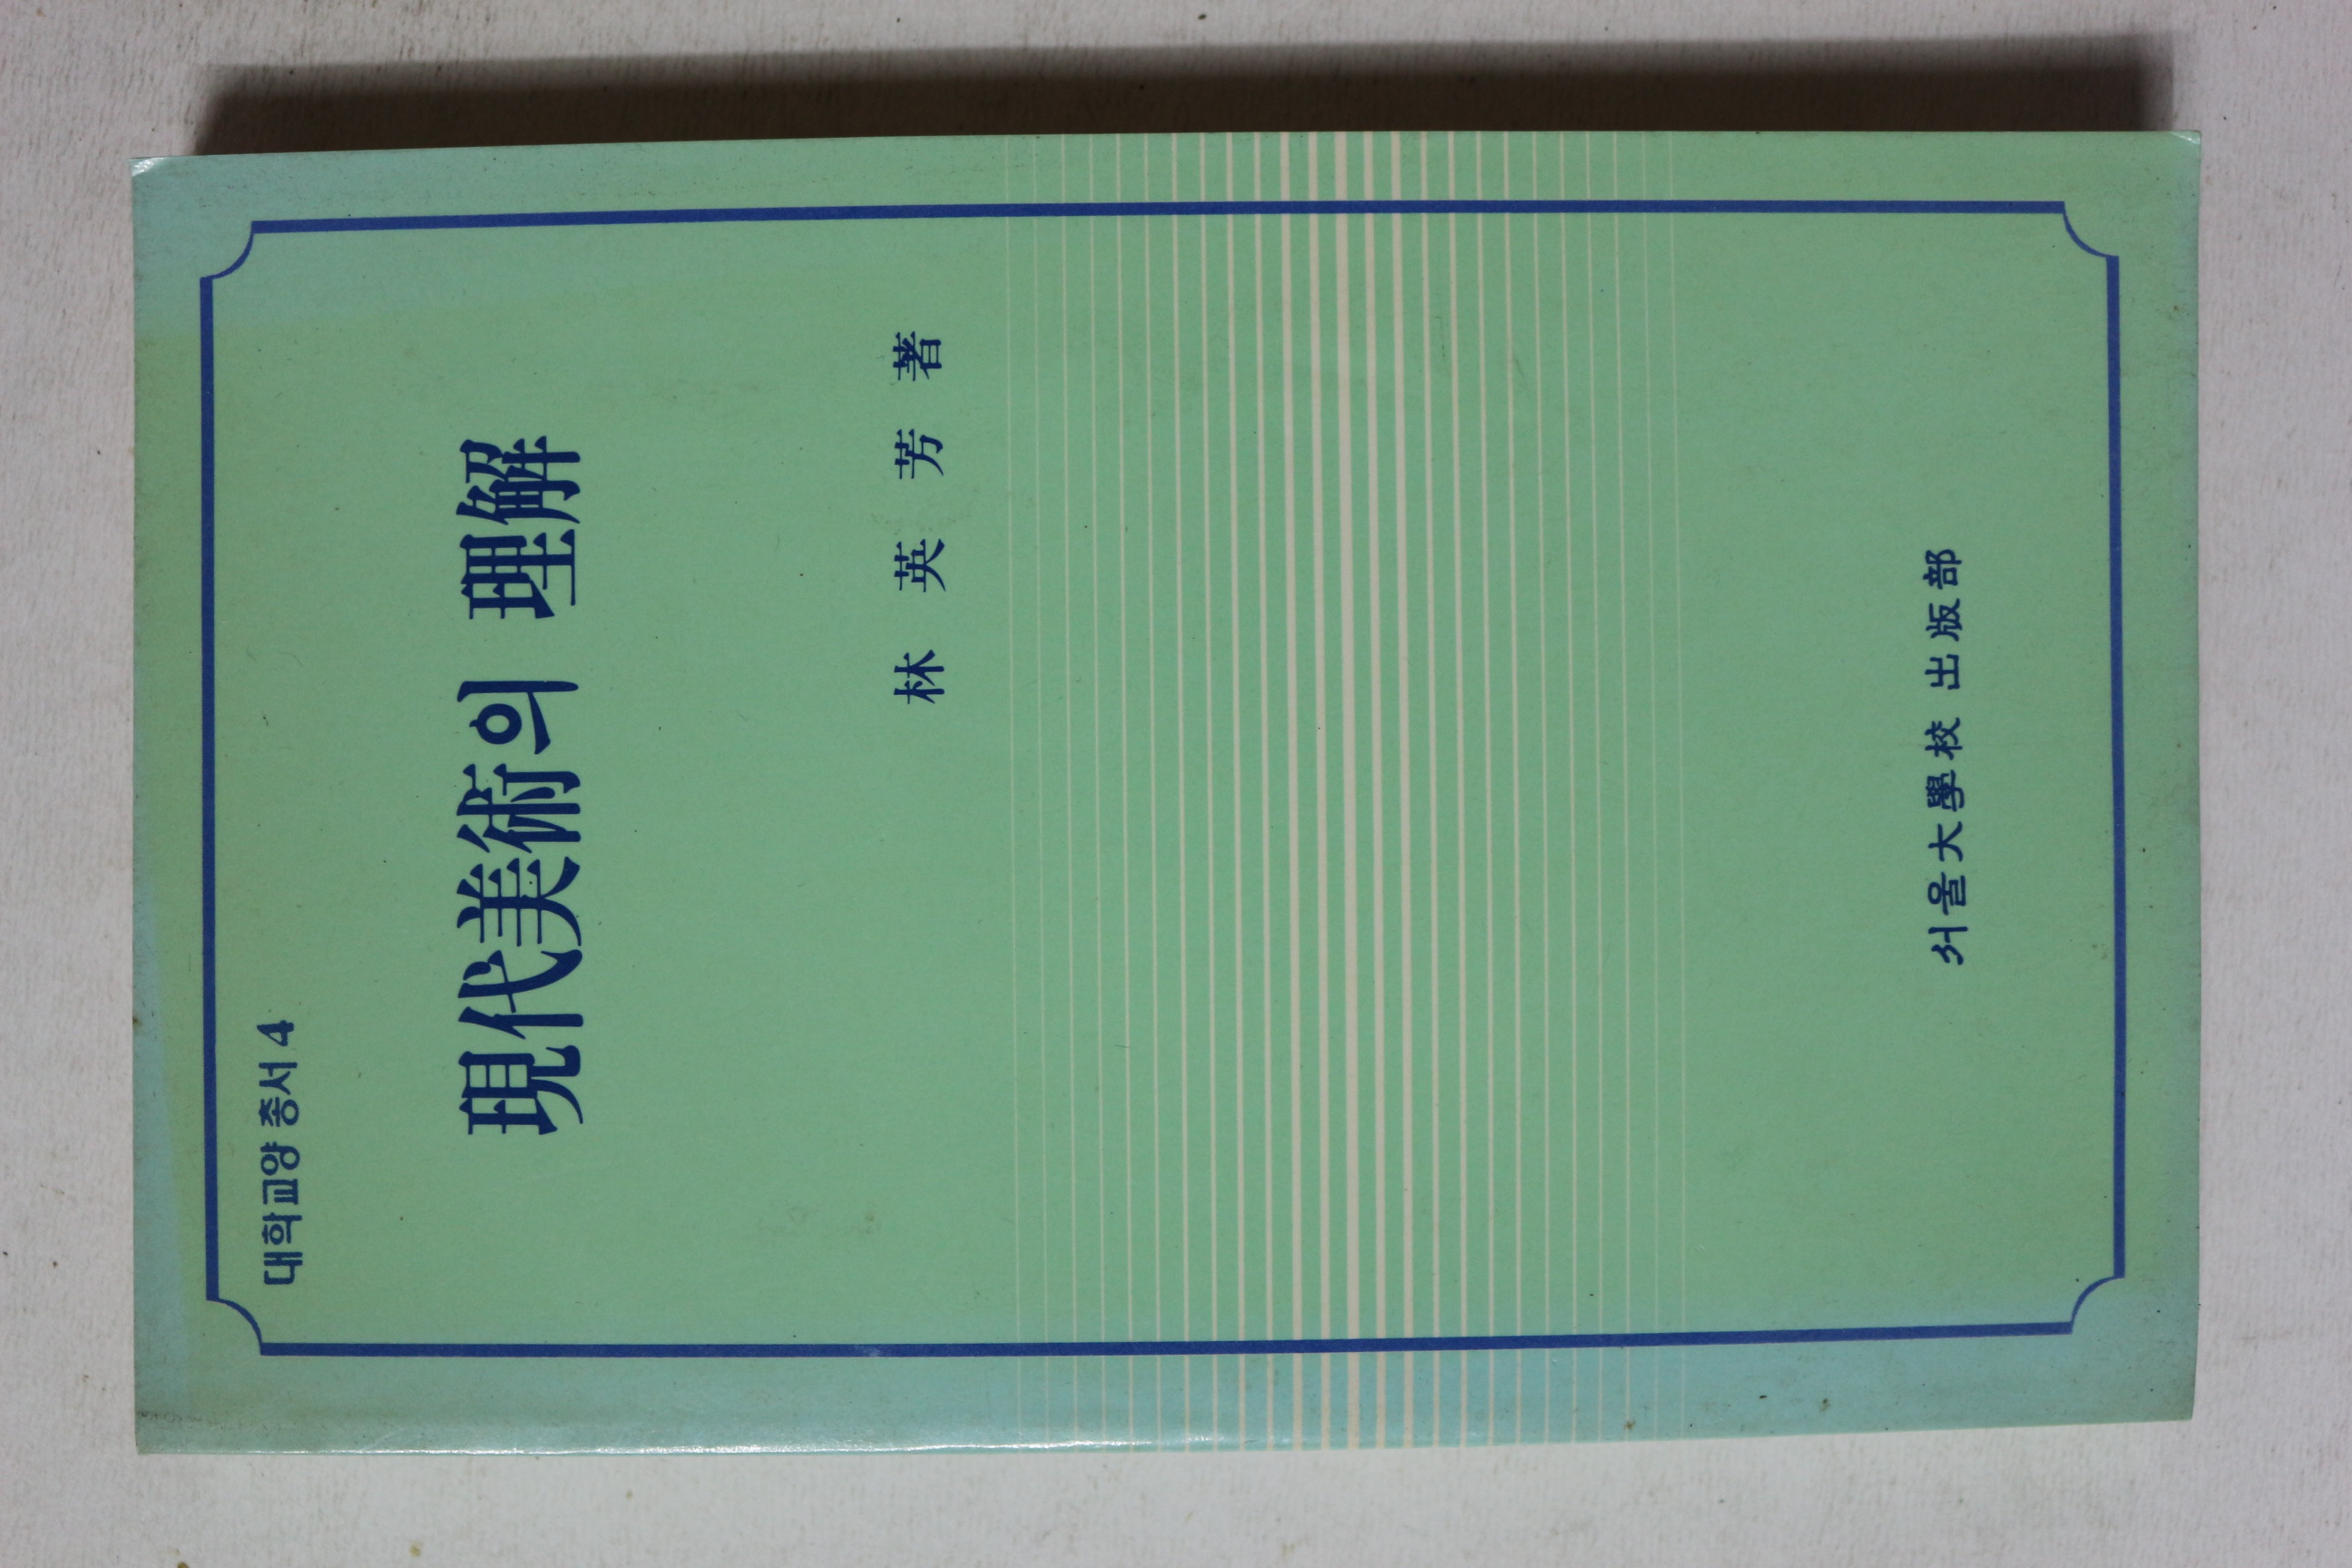 대학교양 총서 4
現代美術의 理解
林 英 芳 著
서울大學校 出版部